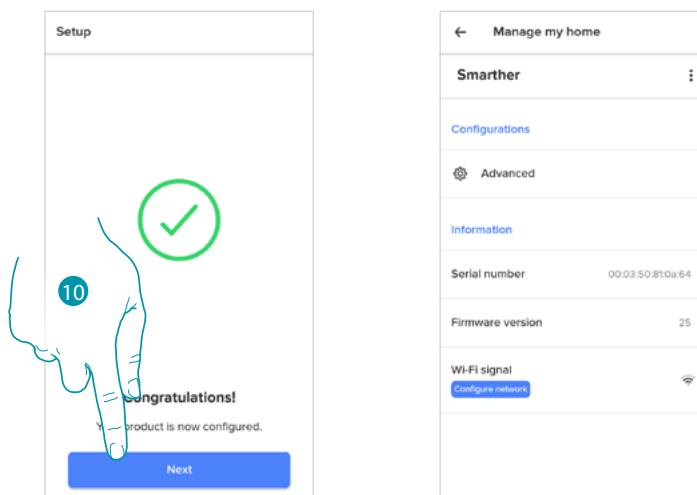 Setup
10
Congratulations!
product is now configured.
Next
Manage my home
Smarther
Configurations
Advanced
Information
Serial number 00:03:50:81:0a:64
Firmware version 25
Wi-Fi signal
Configure network